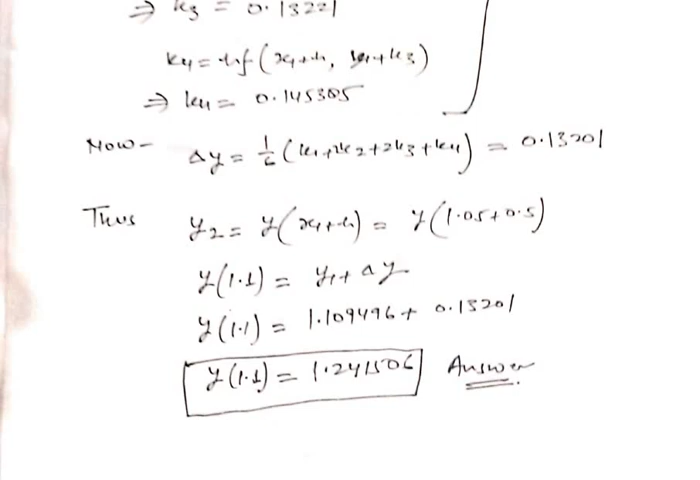 ⇒ k3 = 0.13221
k4 = hf(x1+h, y1+k3)
⇒ k4 = 0.145385
Now – Δy = 1/6 (k1+2k2+2k3+k4) = 0.13201
Thus y2 = y(x1+h) = y(1.05+0.5)
y(1.1) = y1+Δy
y(1.1) = 1.109496+ 0.13201
y(1.1) = 1.241506 Answer